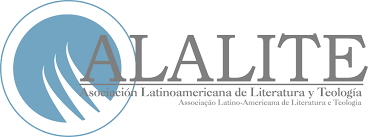 ALALITE
Asociación Latinoamericana de Literatura y Teología
Associação Latino-Americana de Literatura e Teologia